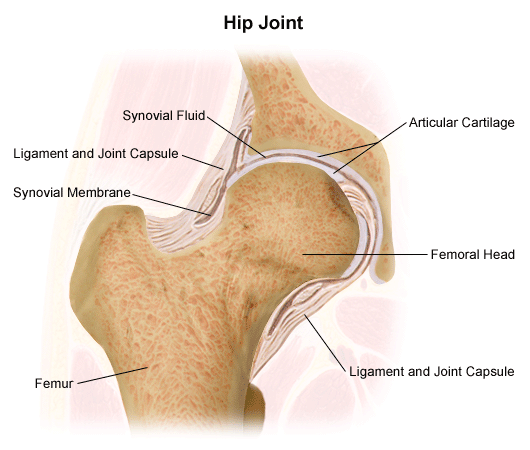 Hip Joint
Synovial Fluid
Articular Cartilage
Ligament and Joint Capsule
Synovial Membrane
Femoral Head
Ligament and Joint Capsule
Femur